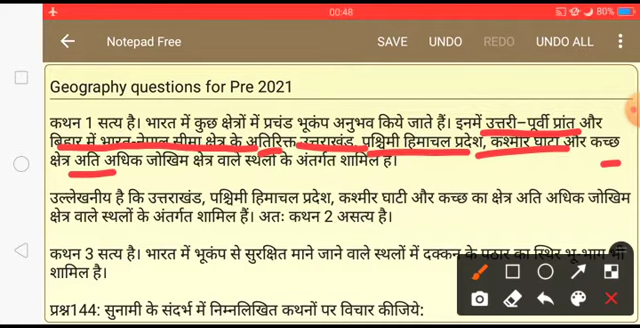 00:48
80%
Notepad Free
SAVE UNDO REDO UNDO ALL
Geography questions for Pre 2021
कथन 1 सत्य है। भारत में कुछ क्षेत्रों में प्रचंड भूकंप अनुभव किये जाते हैं। इनमें उत्तरी–पूर्वी प्रांत और
बिहार में भारत-नेपाल सीमा क्षेत्र के अतिरिक्त उत्तराखंड, पश्चिमी हिमाचल प्रदेश, कश्मीर घाटी और कच्छ
क्षेत्र अति अधिक जोखिम क्षेत्र वाले स्थलों के अंतर्गत शामिल हैं।
उल्लेखनीय है कि उत्तराखंड, पश्चिमी हिमाचल प्रदेश, कश्मीर घाटी और कच्छ का क्षेत्र अति अधिक जोखिम
क्षेत्र वाले स्थलों के अंतर्गत शामिल हैं। अतः कथन 2 असत्य है।
कथन 3 सत्य है। भारत में भूकंप से सुरक्षित माने जाने वाले स्थलों में दक्कन के पठार का स्थिर भू-भाग भी
शामिल है।
प्रश्न144: सुनामी के संदर्भ में निम्नलिखित कथनों पर विचार कीजिये: